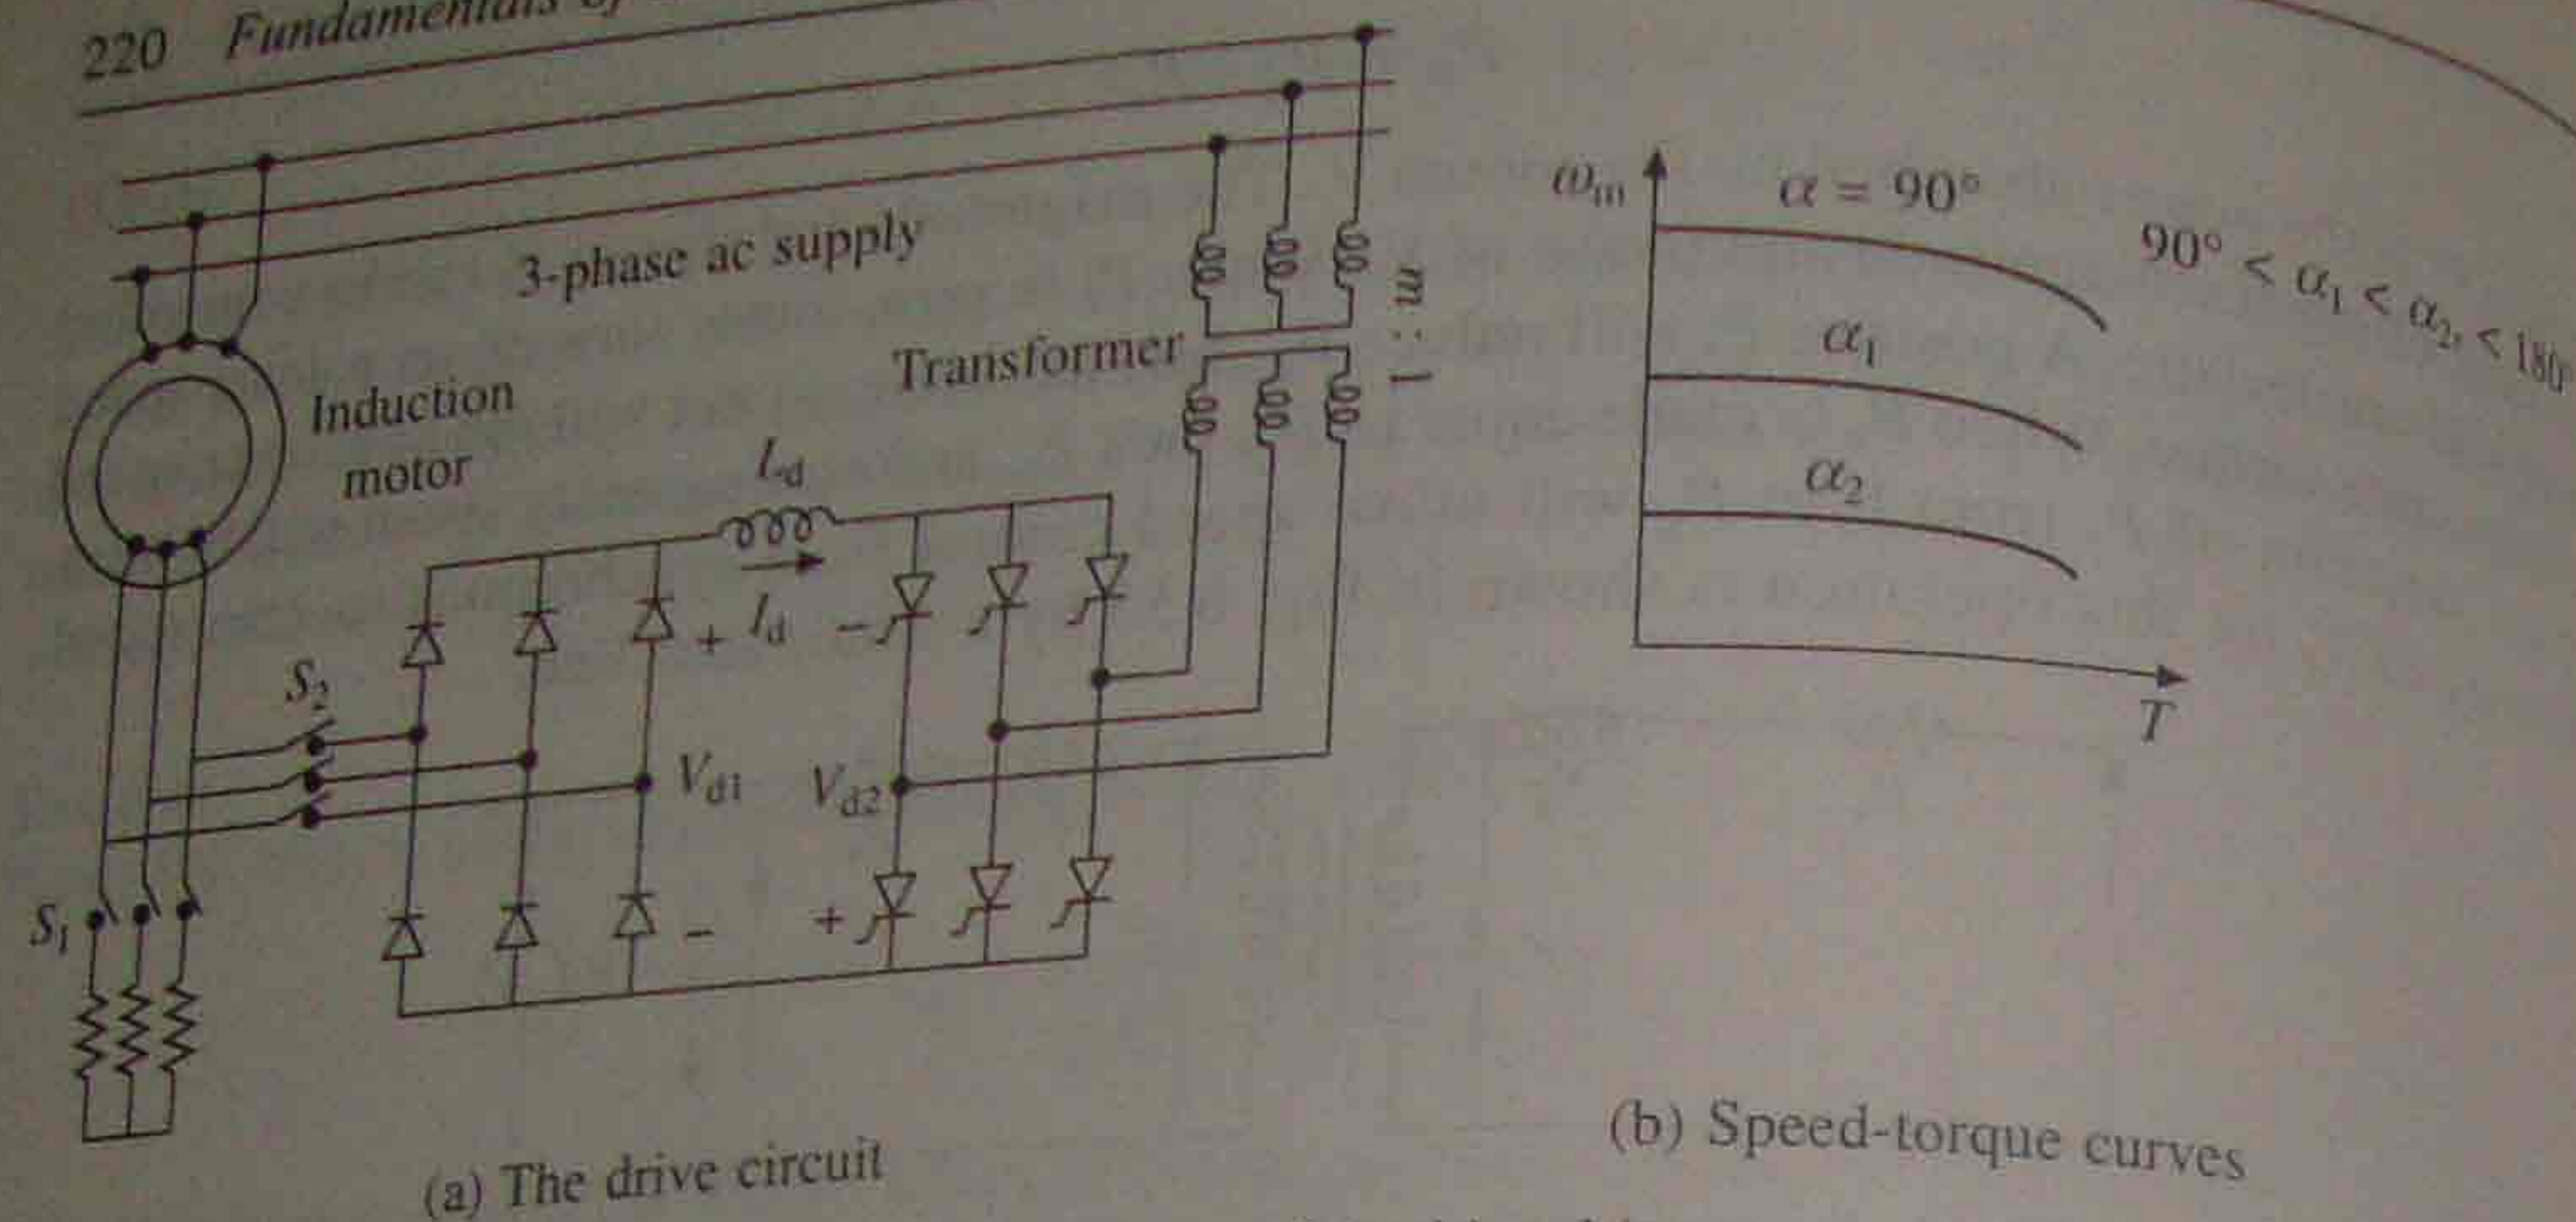 220 Fundamentals of
3-phase ac supply
Transformer
m : 1
Induction
motor
L_d
I_d
+
−
S_2
V_d1
V_d2
−
+
S_1
(a) The drive circuit
ω_m
α = 90°
90° < α_1 < α_2, < 180
α_1
α_2
T
(b) Speed-torque curves